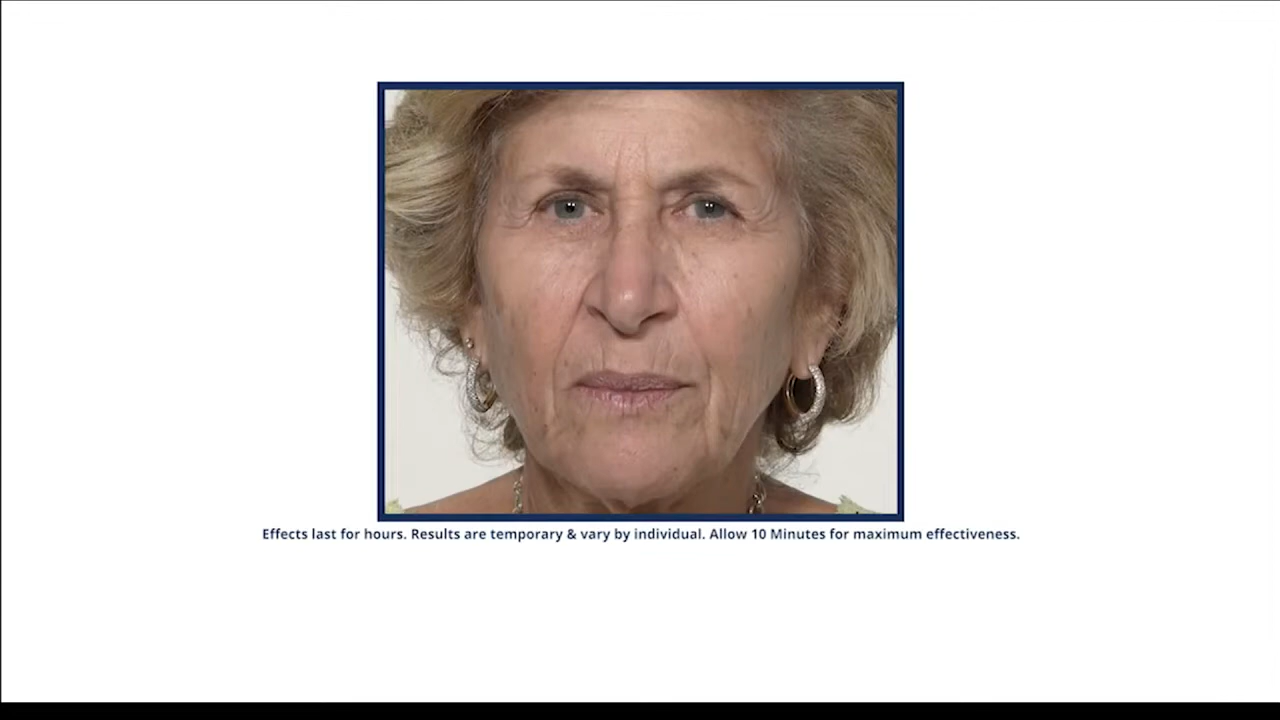 Effects last for hours. Results are temporary & vary by individual. Allow 10 Minutes for maximum effectiveness.